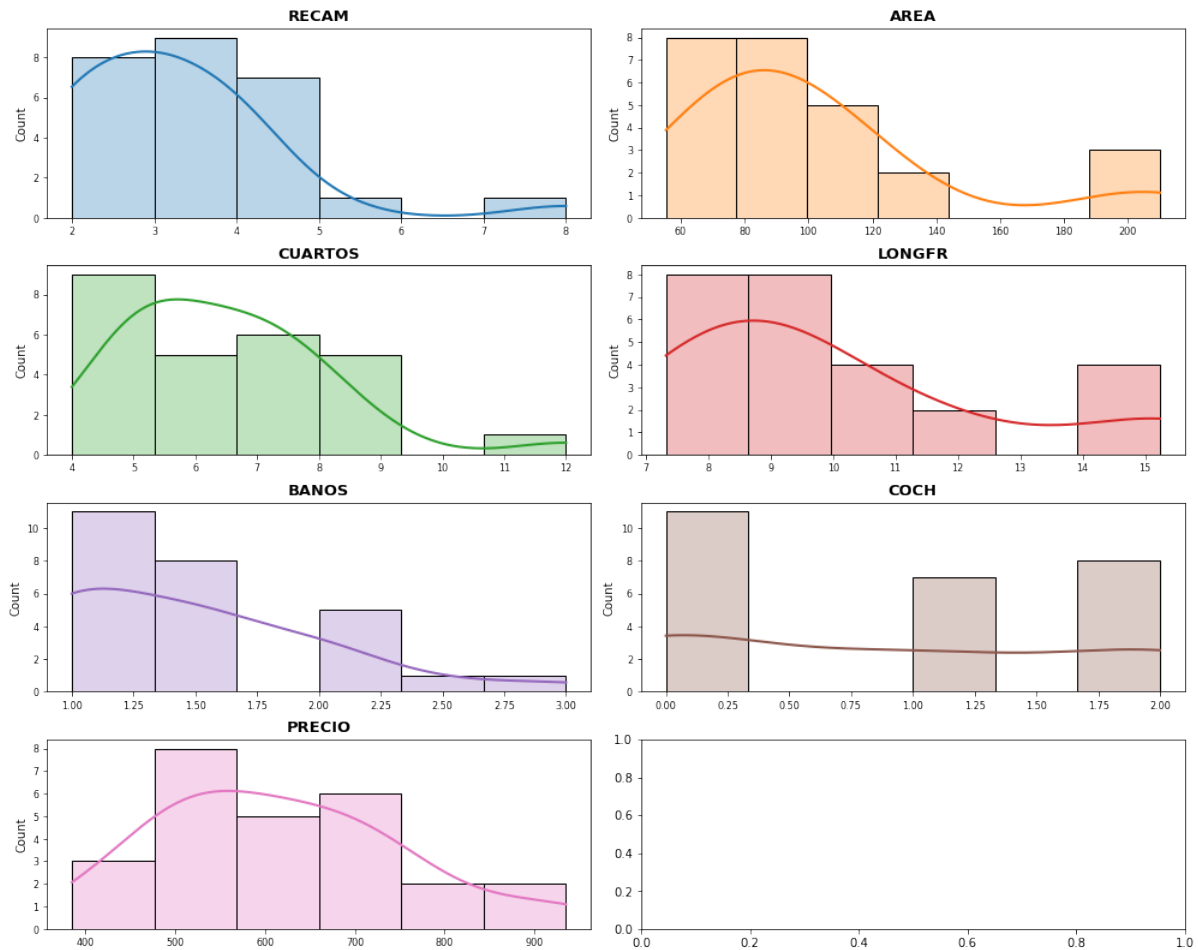 RECAM
Count
0 2 4 6 8
2 3 4 5 6 7 8
AREA
Count
0 1 2 3 4 5 6 7 8
60 80 100 120 140 160 180 200
CUARTOS
Count
0 2 4 6 8
4 5 6 7 8 9 10 11 12
LONGFR
Count
0 1 2 3 4 5 6 7 8
7 8 9 10 11 12 13 14 15
BANOS
Count
0 2 4 6 8 10
1.00 1.25 1.50 1.75 2.00 2.25 2.50 2.75 3.00
COCH
Count
0 2 4 6 8 10
0.00 0.25 0.50 0.75 1.00 1.25 1.50 1.75 2.00
PRECIO
Count
0 1 2 3 4 5 6 7 8
400 500 600 700 800 900
0.0 0.2 0.4 0.6 0.8 1.0
0.0 0.2 0.4 0.6 0.8 1.0